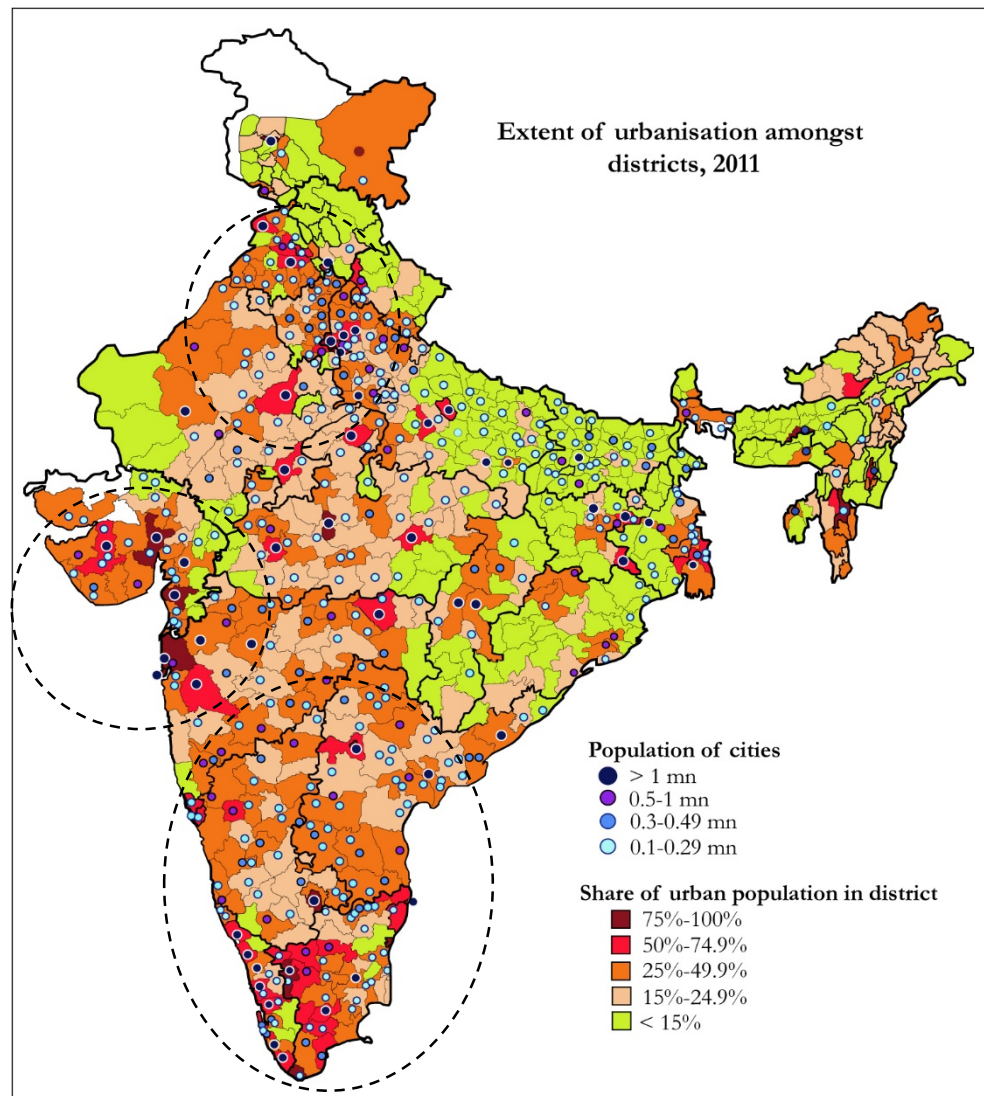 Extent of urbanisation amongst
districts, 2011
Population of cities
> 1 mn
0.5-1 mn
0.3-0.49 mn
0.1-0.29 mn
Share of urban population in district
75%-100%
50%-74.9%
25%-49.9%
15%-24.9%
< 15%